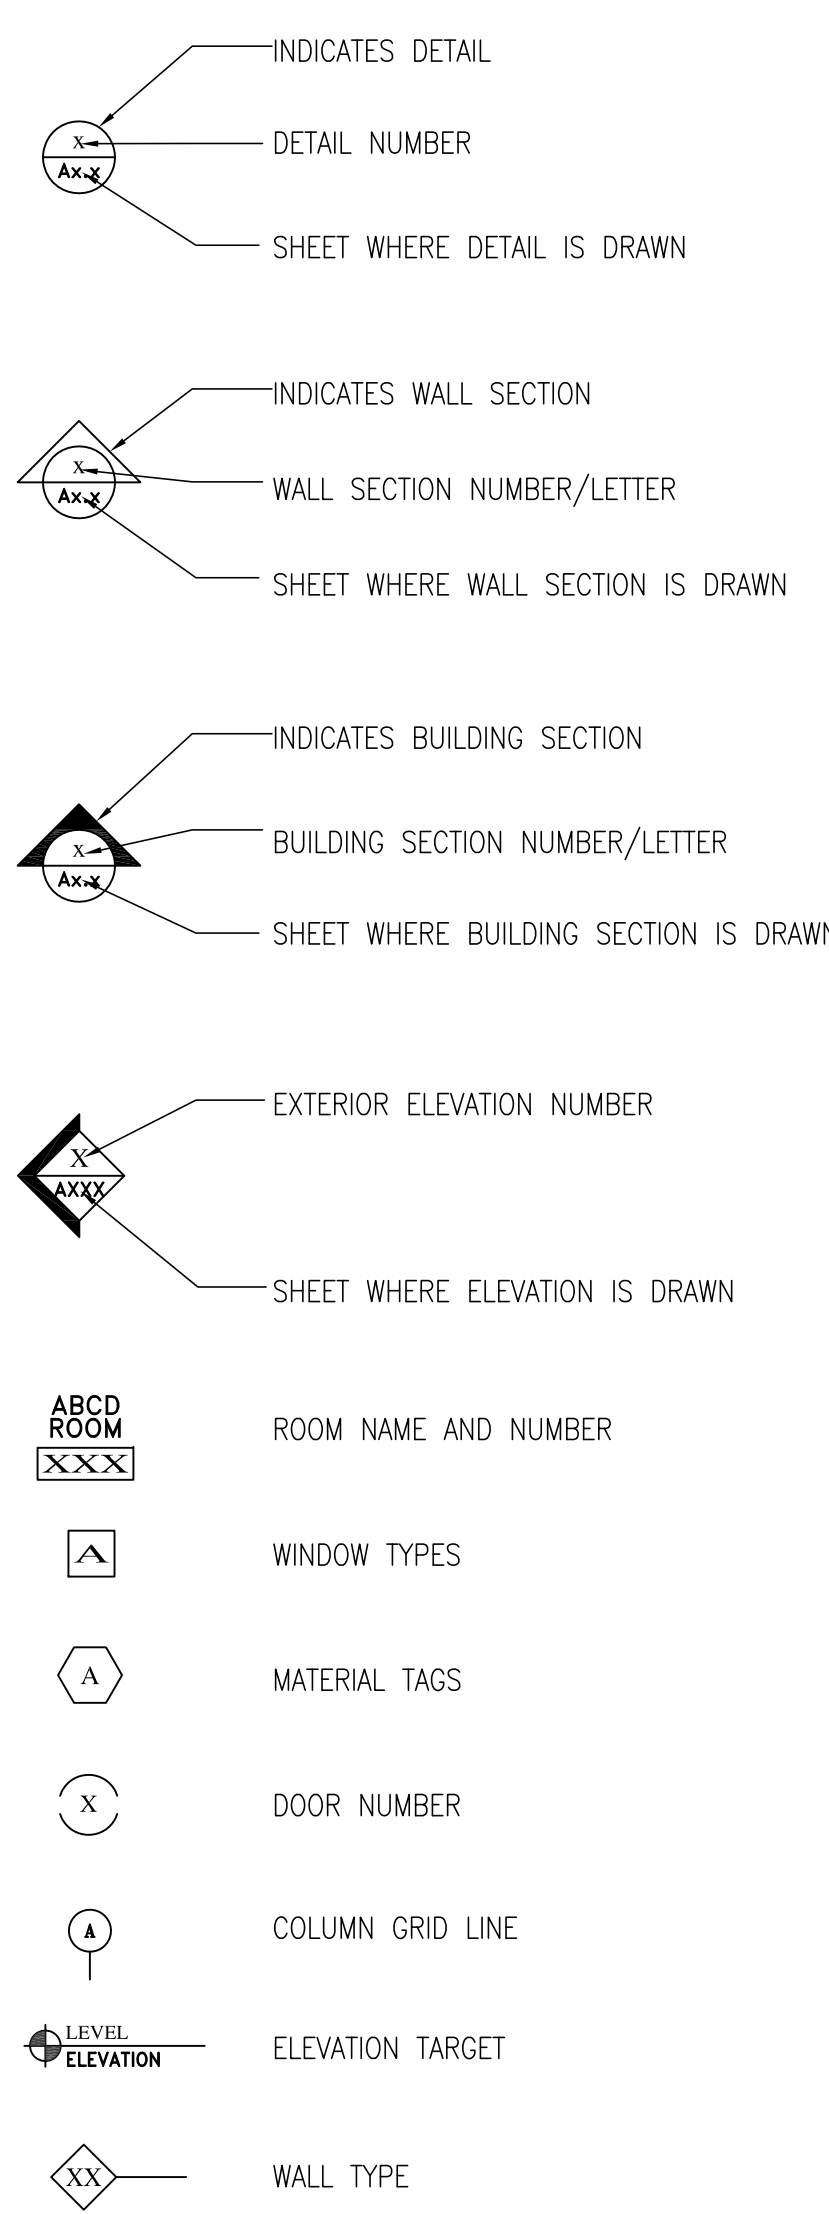 INDICATES DETAIL
X
DETAIL NUMBER
Ax.x
SHEET WHERE DETAIL IS DRAWN
INDICATES WALL SECTION
X
WALL SECTION NUMBER/LETTER
Ax.x
SHEET WHERE WALL SECTION IS DRAWN
INDICATES BUILDING SECTION
X
BUILDING SECTION NUMBER/LETTER
Ax.x
SHEET WHERE BUILDING SECTION IS DRAWN
EXTERIOR ELEVATION NUMBER
X
AXXX
SHEET WHERE ELEVATION IS DRAWN
ABCD
ROOM
XXX
ROOM NAME AND NUMBER
A
WINDOW TYPES
A
MATERIAL TAGS
X
DOOR NUMBER
A
COLUMN GRID LINE
LEVEL
ELEVATION
ELEVATION TARGET
XX
WALL TYPE